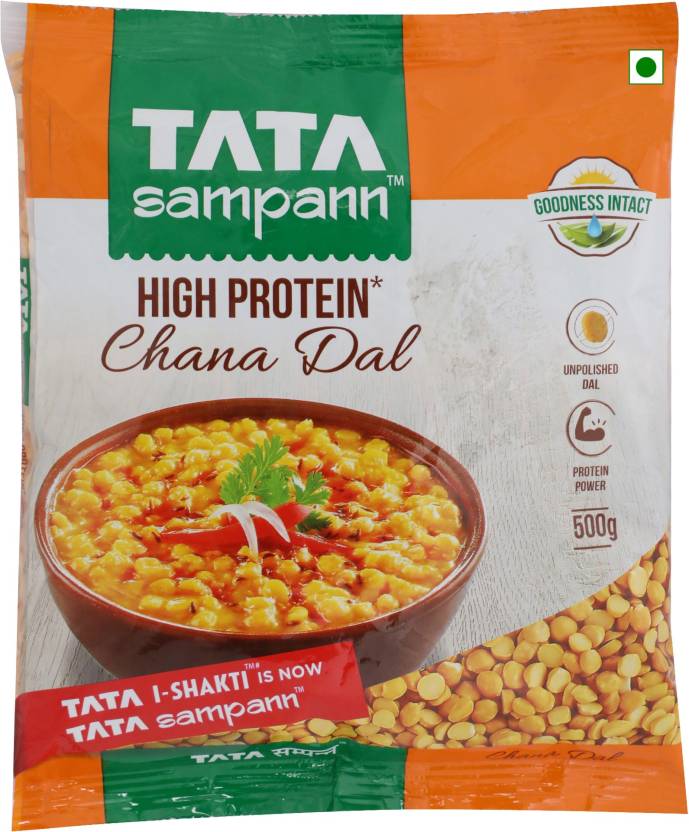 TATA
sampann™
GOODNESS INTACT
HIGH PROTEIN*
Chana Dal
UNPOLISHED
DAL
PROTEIN
POWER
500g
TATA I-SHAKTI™# IS NOW
TATA sampann™
TATA सम्पन्न
Chana Dal
TATA